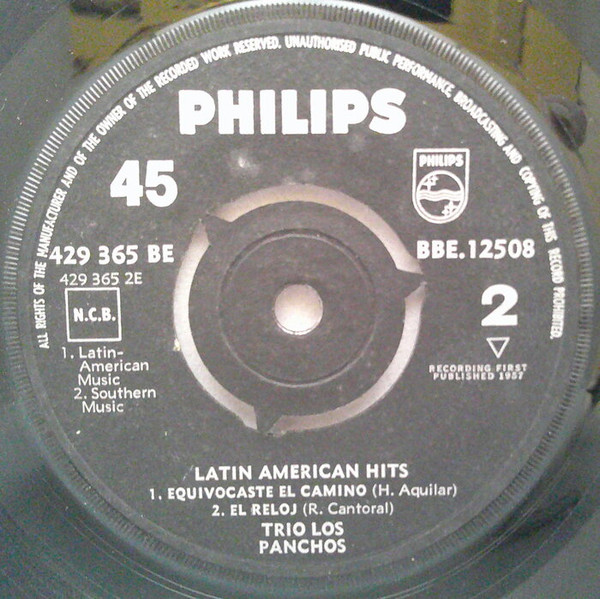 ALL RIGHTS OF THE MANUFACTURER AND OF THE OWNER OF THE RECORDED WORK RESERVED. UNAUTHORISED PUBLIC PERFORMANCE, BROADCASTING AND COPYING OF THIS RECORD PROHIBITED.
PHILIPS
45
PHILIPS
429 365 BE
BBE.12508
429 365 2E
N.C.B.
2
1. Latin-
American
Music
2. Southern
Music
RECORDING FIRST
PUBLISHED 1957
LATIN AMERICAN HITS
1. EQUIVOCASTE EL CAMINO (H. Aquilar)
2. EL RELOJ (R. Cantoral)
TRIO LOS
PANCHOS